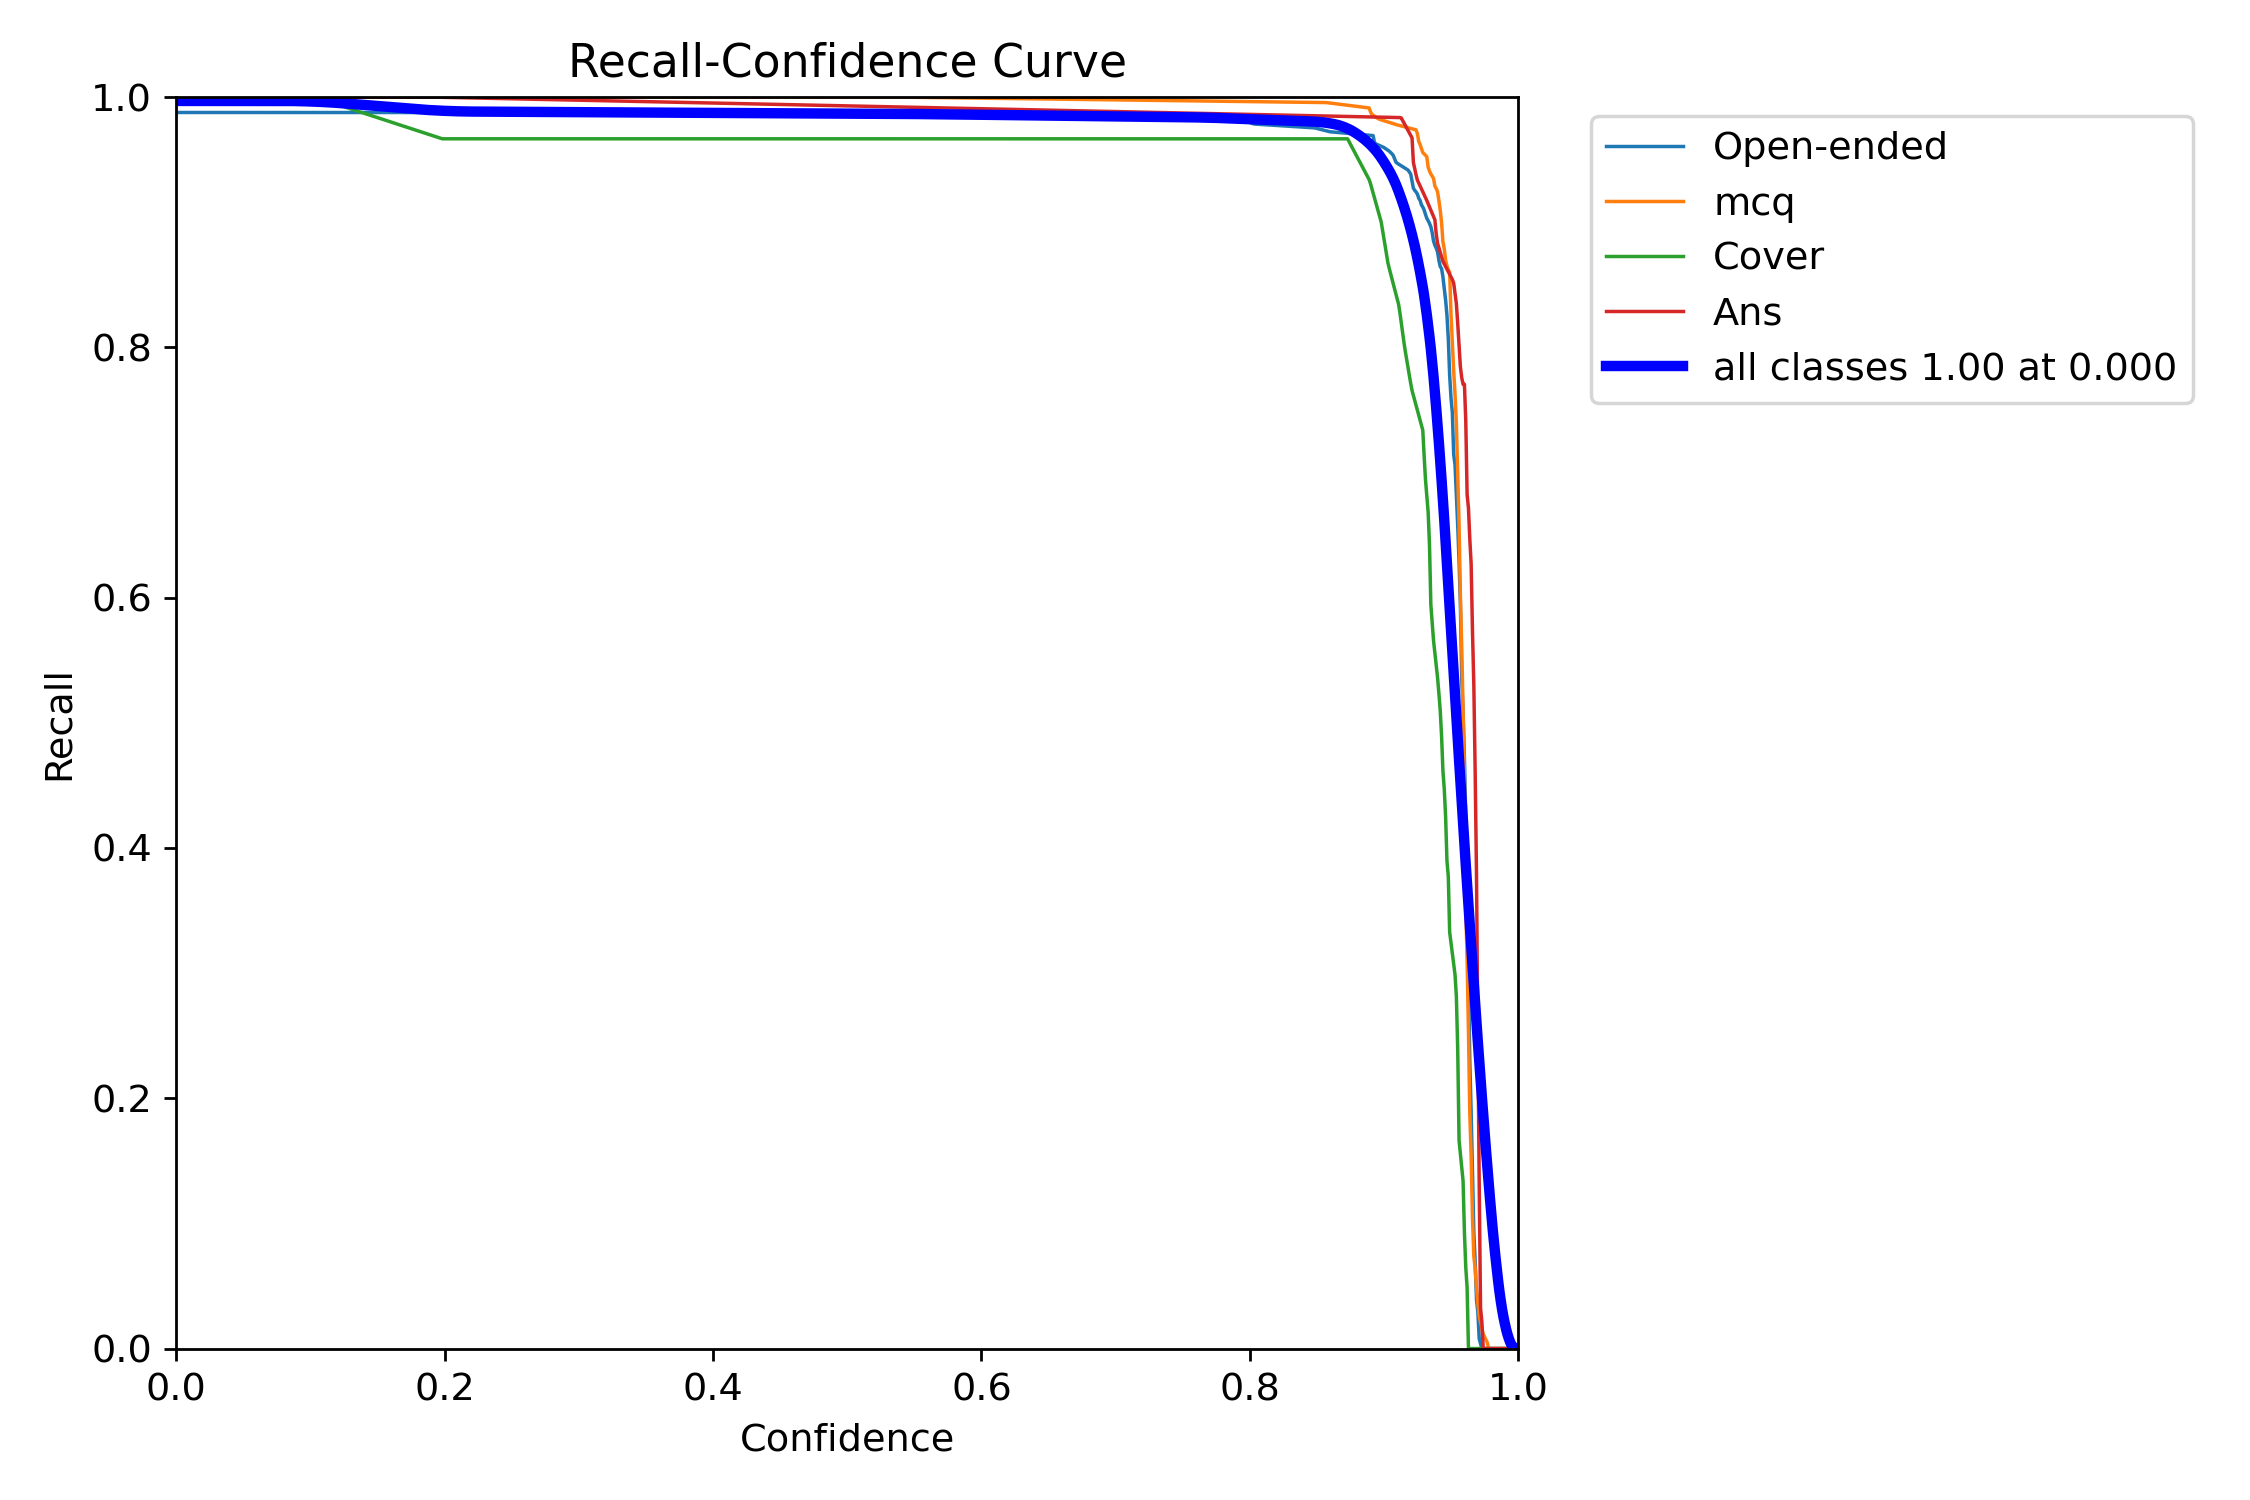 Recall-Confidence Curve
1.0
0.8
0.6
0.4
0.2
0.0
Recall
0.0 0.2 0.4 0.6 0.8 1.0
Confidence
Open-ended
mcq
Cover
Ans
all classes 1.00 at 0.000